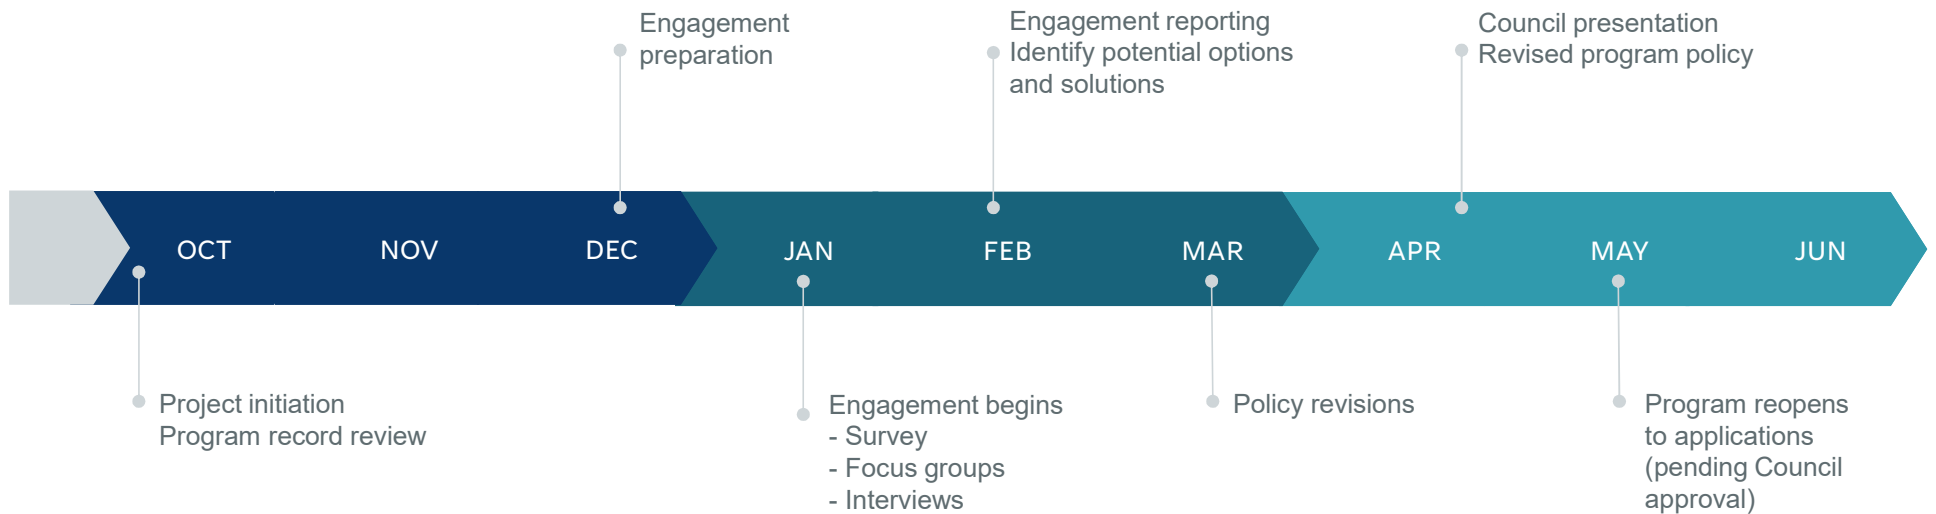 Engagement
preparation
Engagement reporting
Identify potential options
and solutions
Council presentation
Revised program policy
OCT
NOV
DEC
JAN
FEB
MAR
APR
MAY
JUN
Project initiation
Program record review
Engagement begins
- Survey
- Focus groups
- Interviews
Policy revisions
Program reopens
to applications
(pending Council
approval)